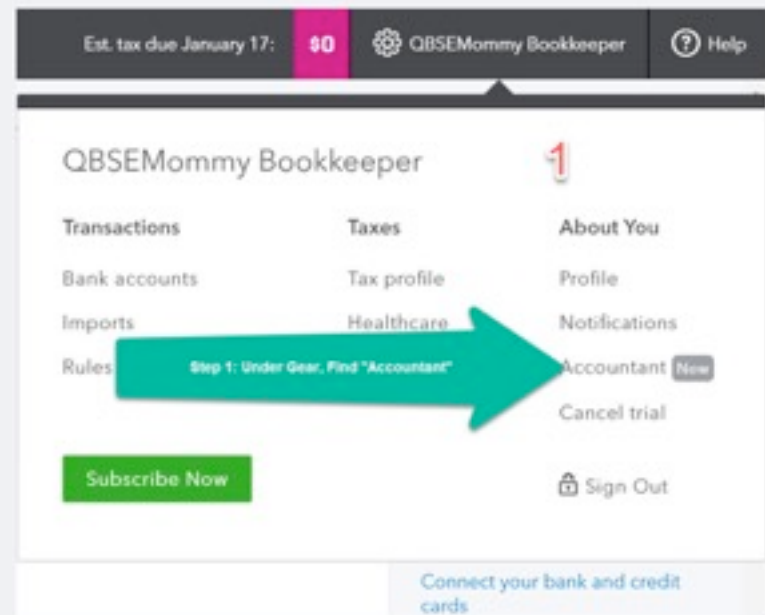 Est. tax due January 17: $0 QBSEMommy Bookkeeper ? Help
QBSEMommy Bookkeeper 1
Transactions Taxes About You
Bank accounts Tax profile Profile
Imports Healthcare Notifications
Rules Step 1: Under Gear, Find "Accountant" Accountant New
Cancel trial
Subscribe Now Sign Out
Connect your bank and credit
cards